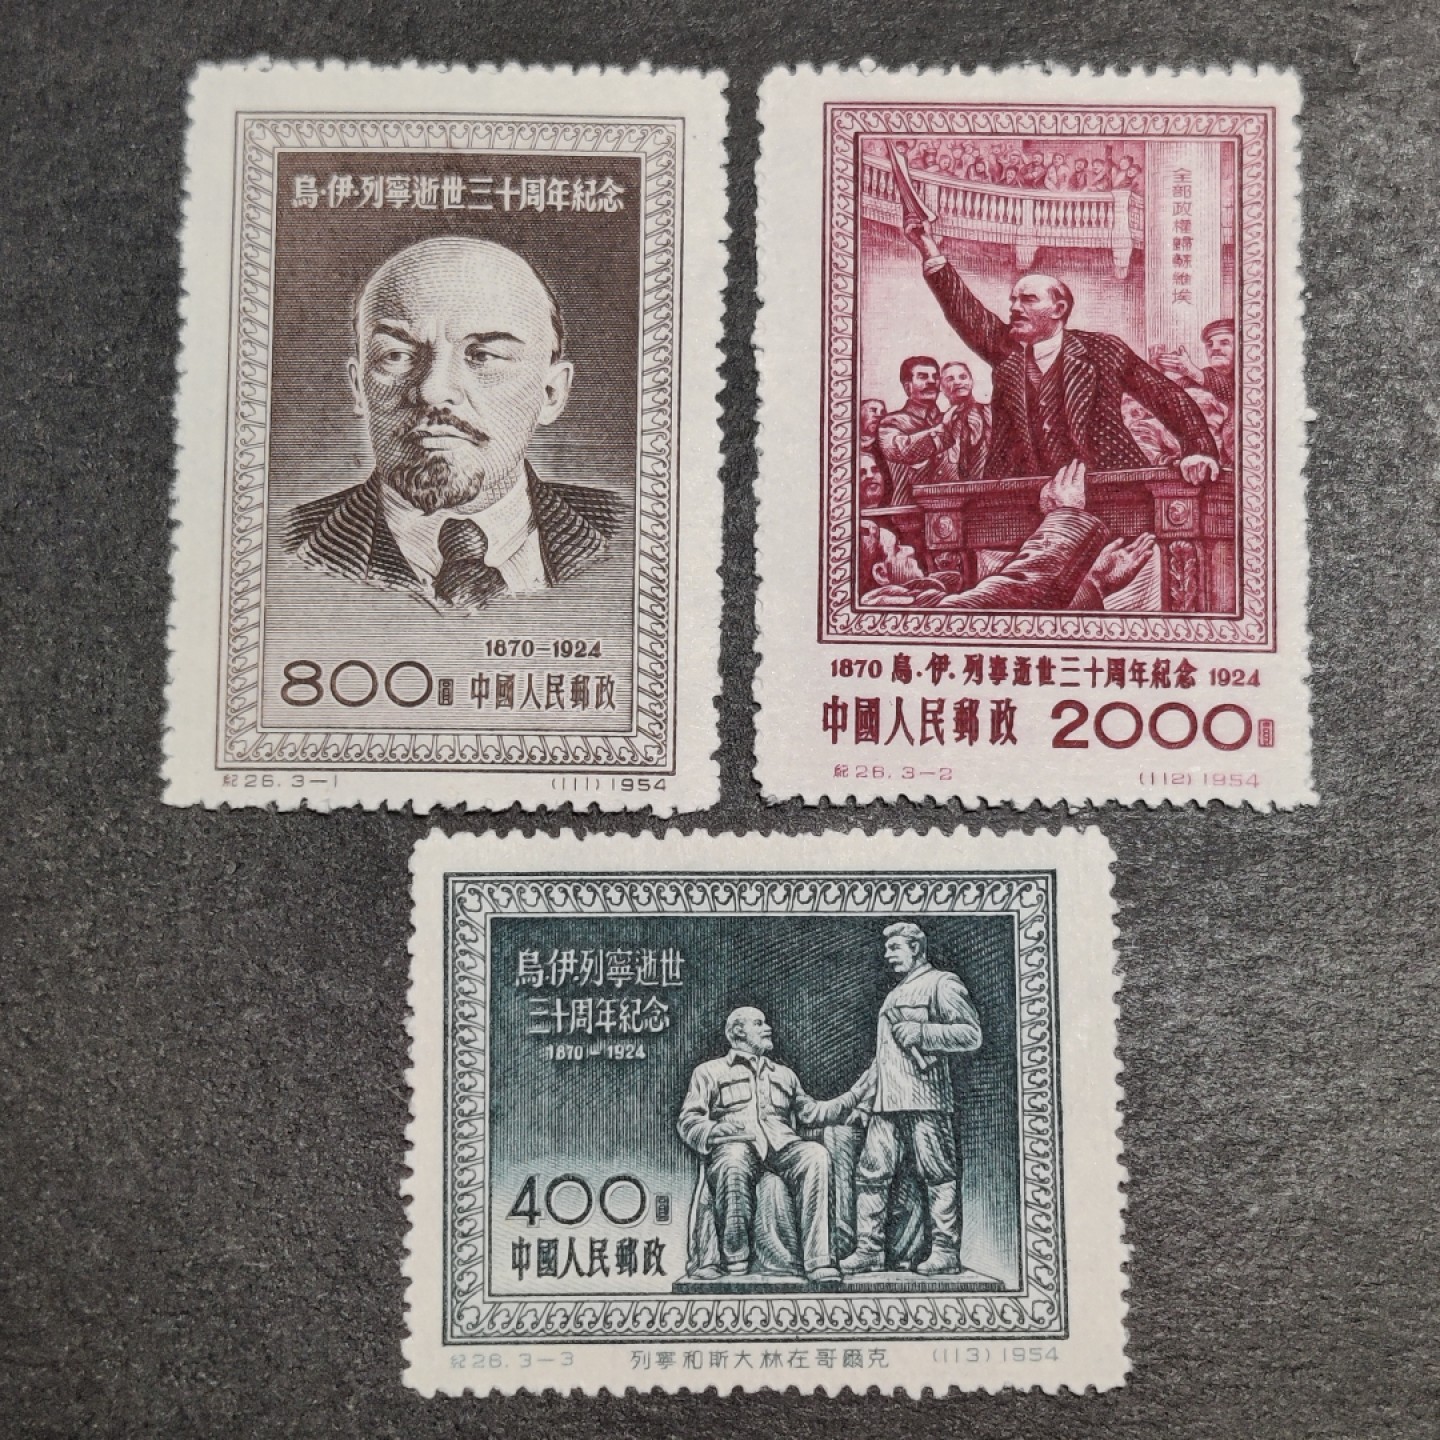 烏·伊·列寧逝世三十周年紀念
1870-1924
800圓 中國人民郵政
紀26.3-1 (111)1954
全部政權歸蘇維埃
1870 烏·伊·列寧逝世三十周年紀念 1924
中國人民郵政 2000圓
紀26.3-2 (112)1954
烏·伊·列寧逝世
三十周年紀念
1870-1924
400圓
中國人民郵政
紀26.3-3 列寧和斯大林在哥爾克 (113)1954